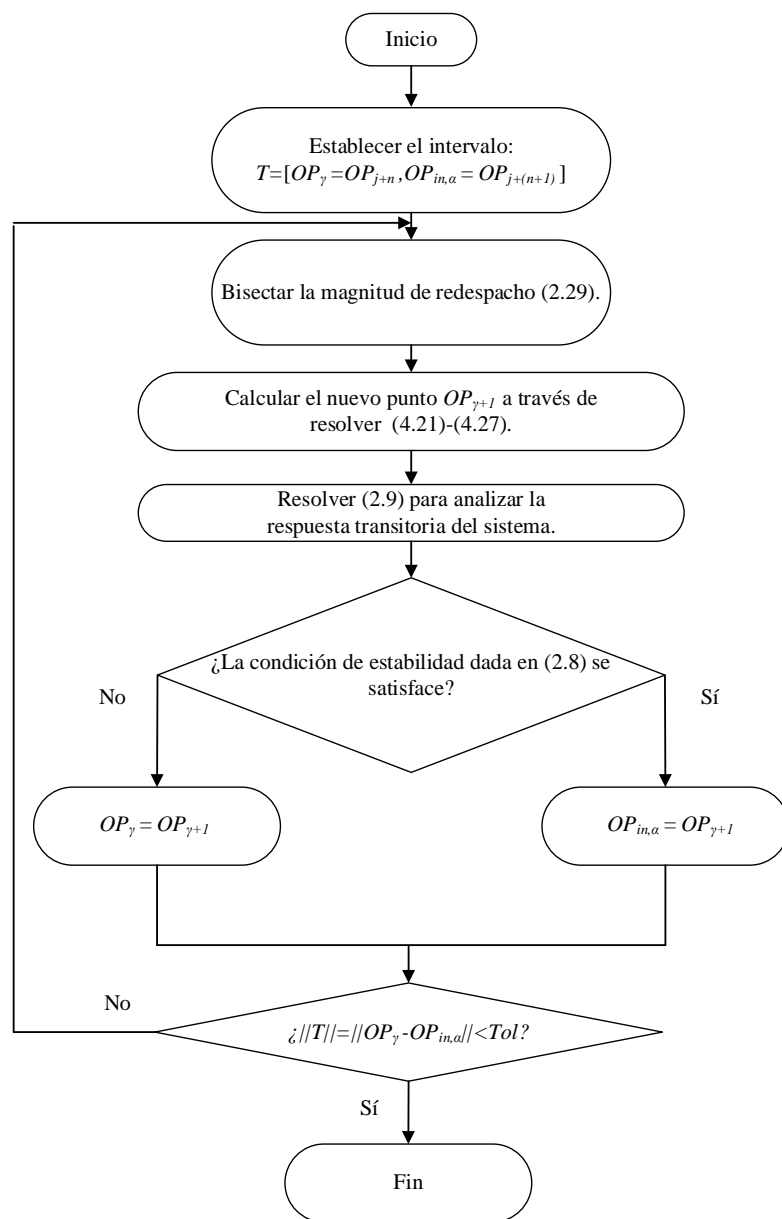 Inicio
Establecer el intervalo:
T=[OPγ =OPj+n ,OPin,α = OPj+(n+1) ]
Bisectar la magnitud de redespacho (2.29).
Calcular el nuevo punto OPγ+1 a través de
resolver (4.21)-(4.27).
Resolver (2.9) para analizar la
respuesta transitoria del sistema.
¿La condición de estabilidad dada en (2.8) se
satisface?
No
Sí
OPγ = OPγ+1
OPin,α = OPγ+1
No
¿||T||=||OPγ -OPin,α||<Tol?
Sí
Fin